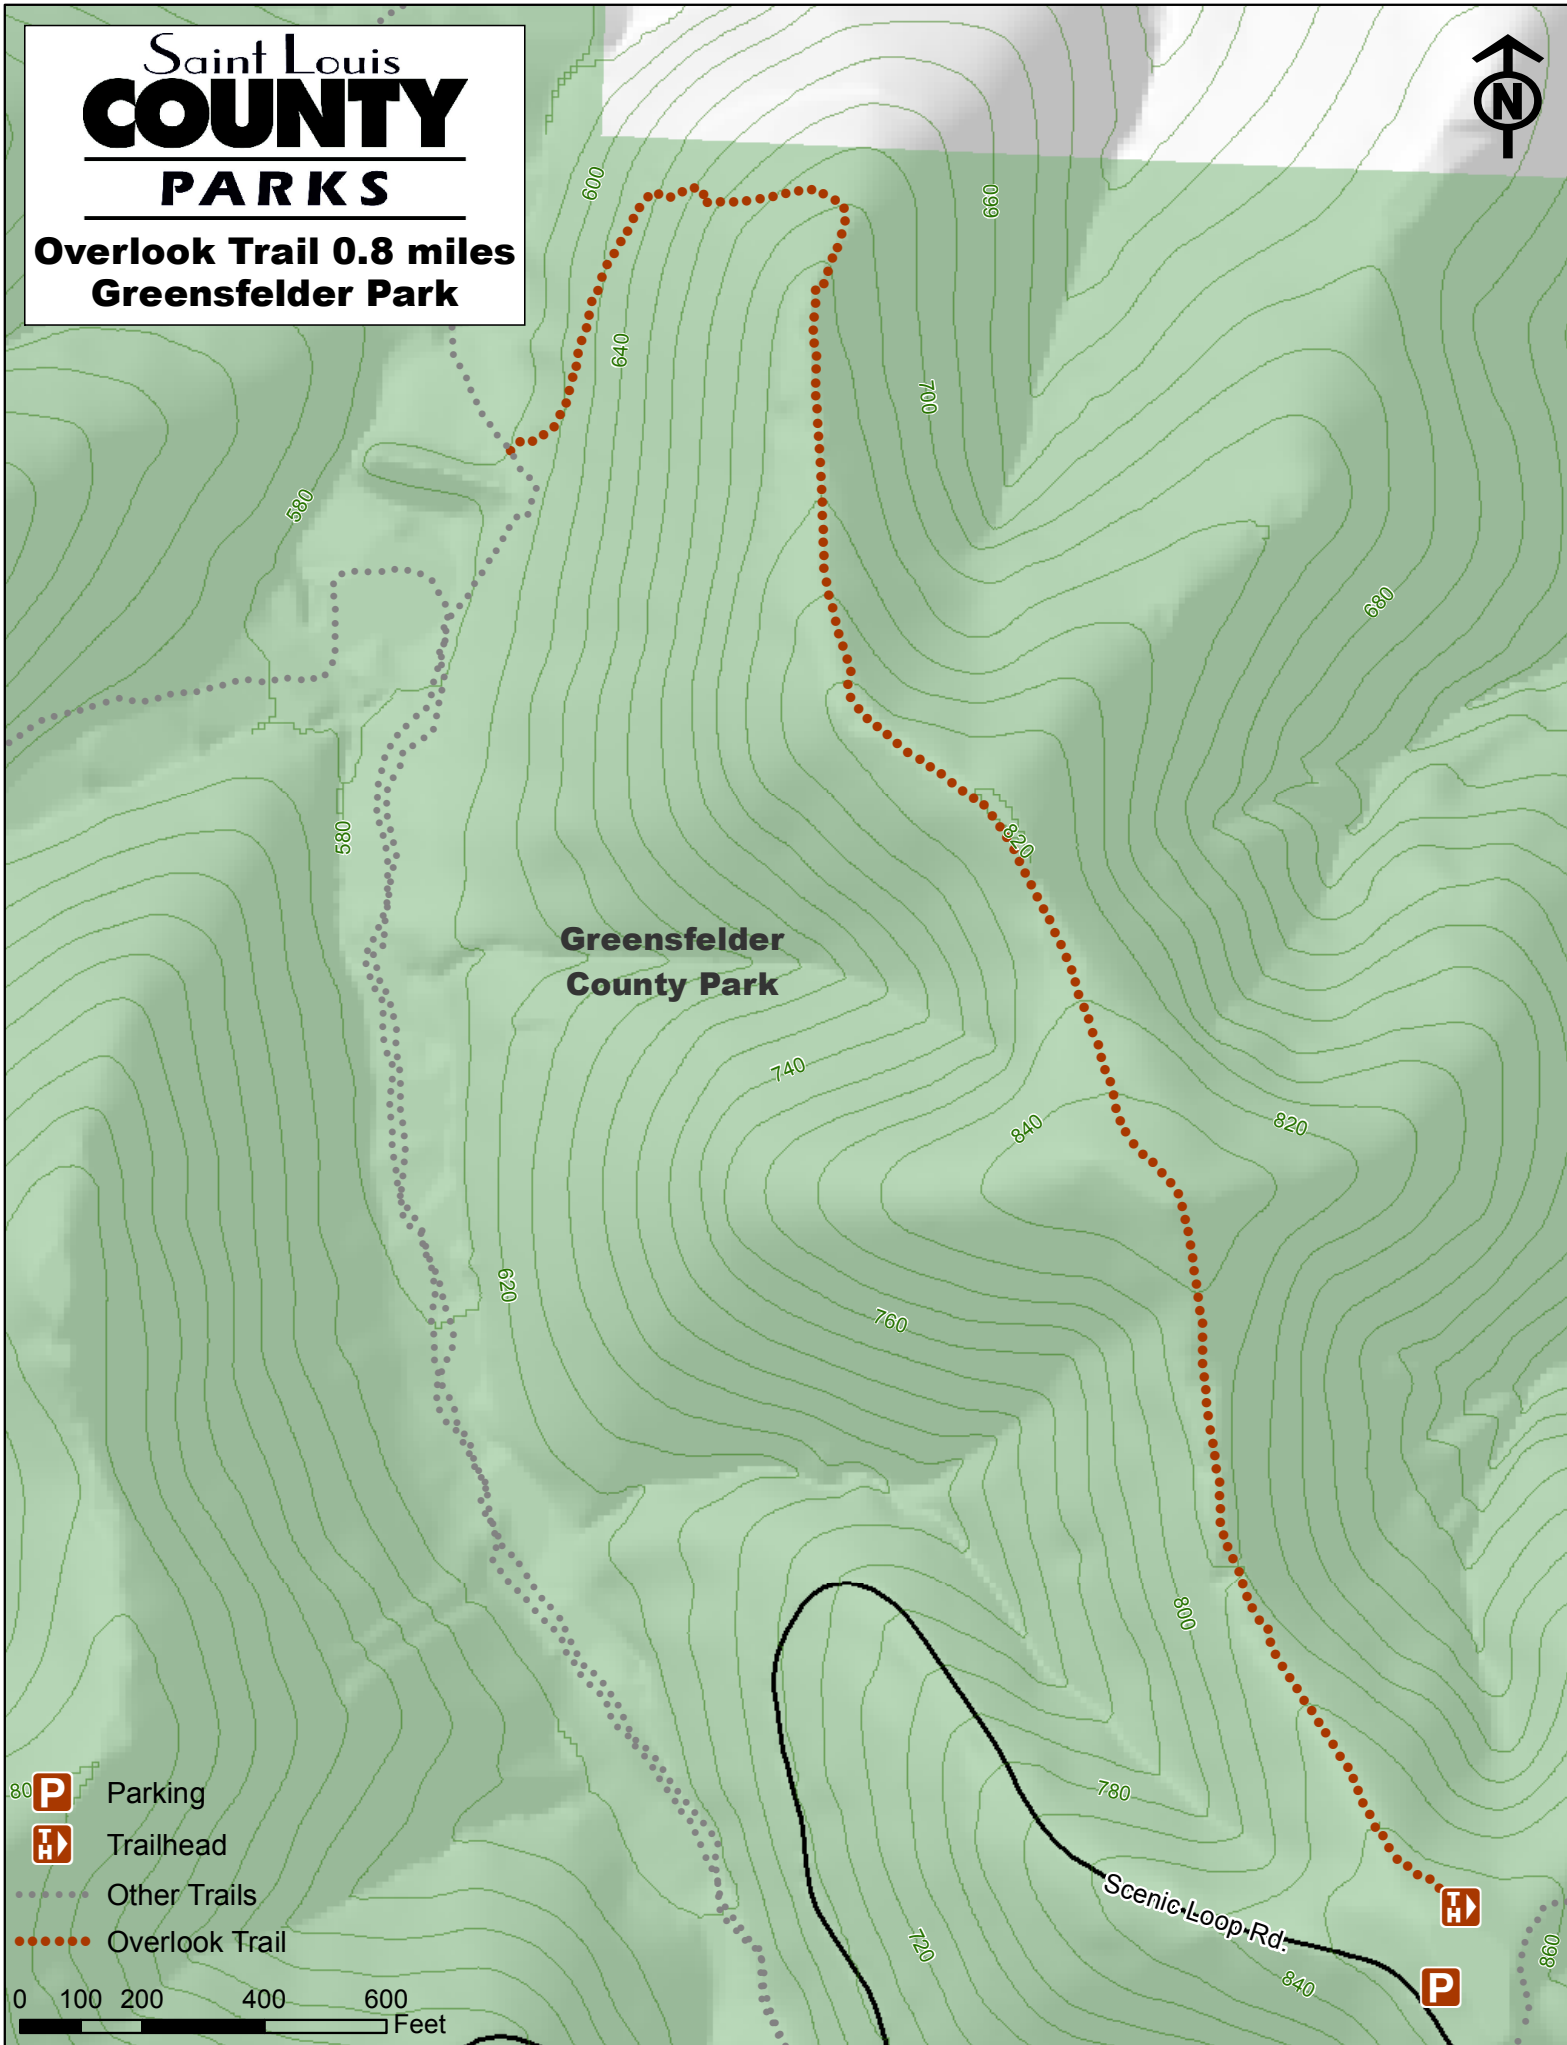 Saint Louis
COUNTY
PARKS
Overlook Trail 0.8 miles
Greensfelder Park
N
600
660
640
700
580
680
580
820
Greensfelder
County Park
740
840
820
620
760
800
780
80
P Parking
TH Trailhead
Other Trails
Overlook Trail
Scenic Loop Rd.
TH
720
840
860
P
0 100 200 400 600
Feet